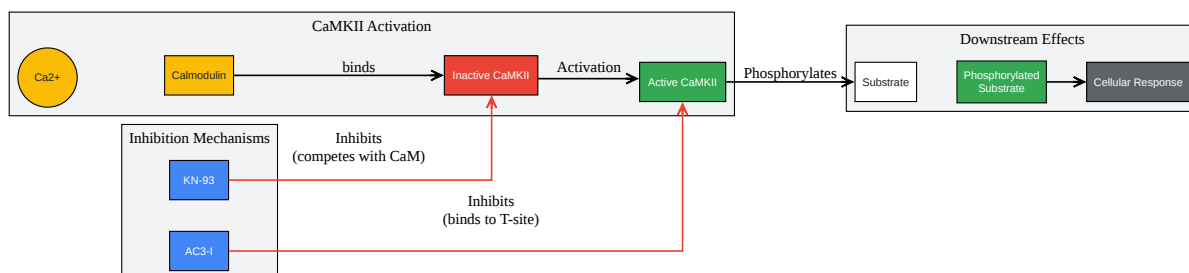 CaMKII Activation
Ca2+
Calmodulin
binds
Inactive CaMKII
Activation
Active CaMKII
Phosphorylates
Downstream Effects
Substrate
Phosphorylated
Substrate
Cellular Response
Inhibition Mechanisms
KN-93
Inhibits
(competes with CaM)
AC3-I
Inhibits
(binds to T-site)